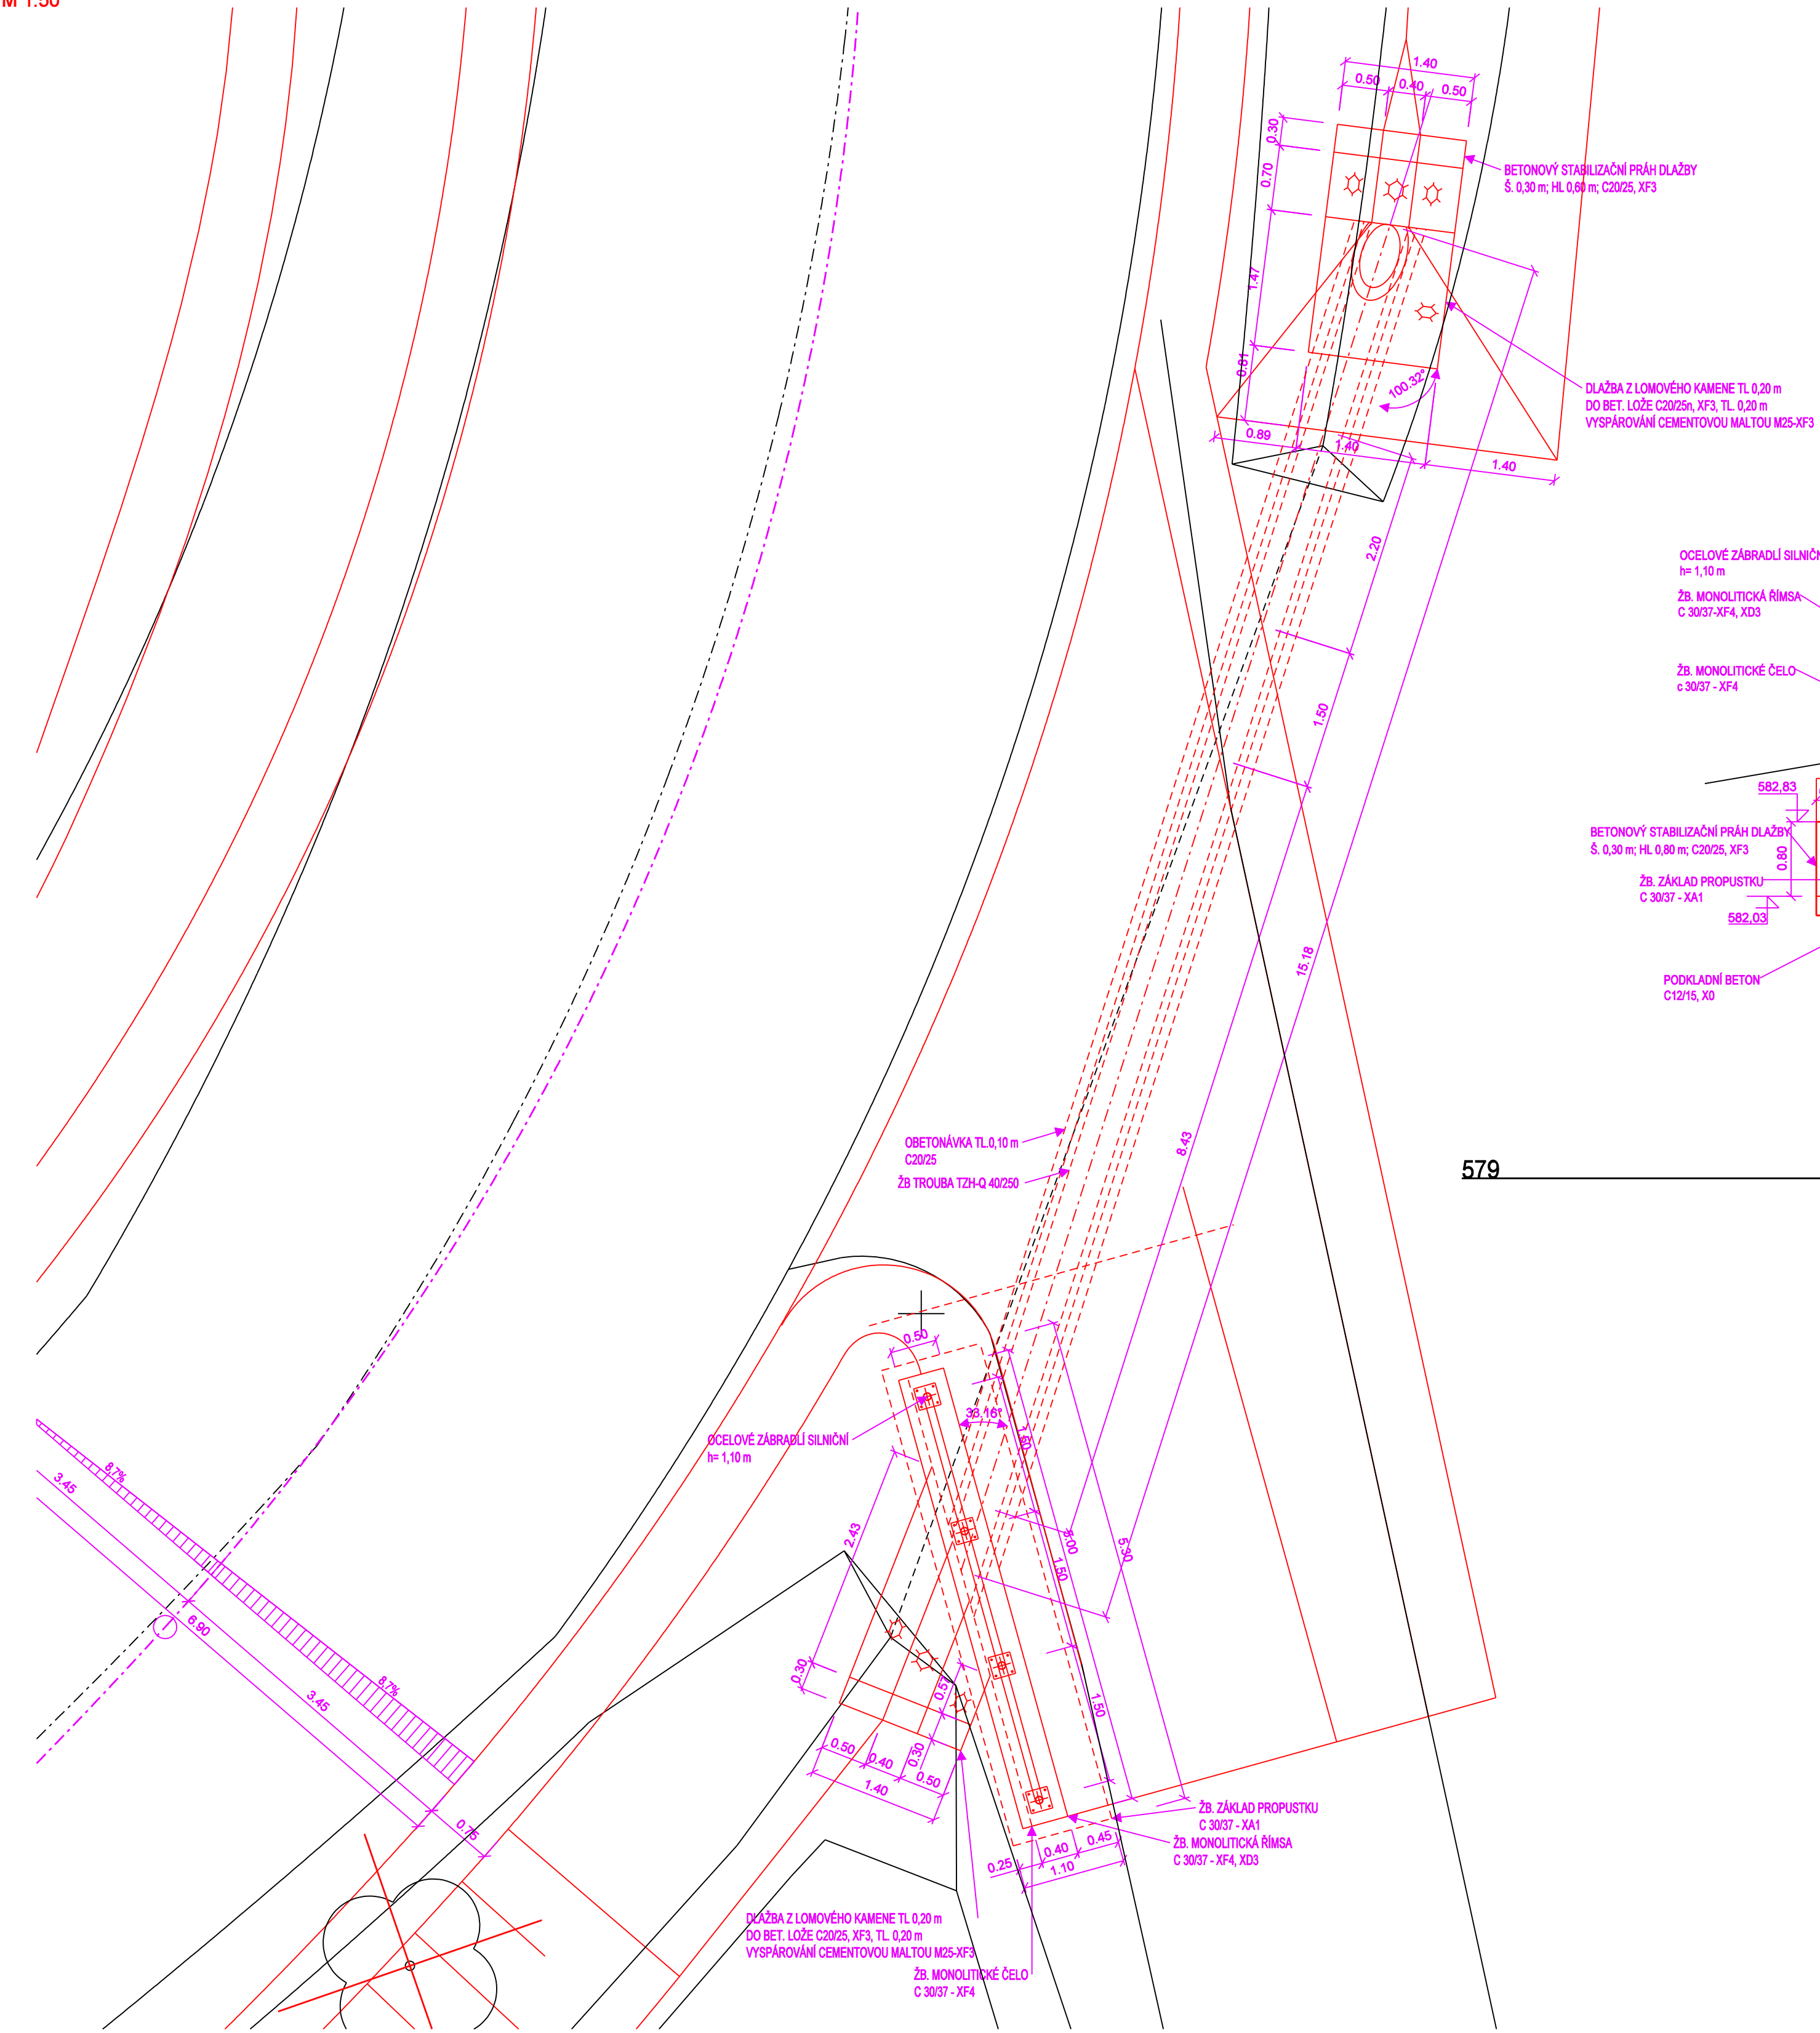 M 1:50
1.40
0.50
0.40
0.50
0.30
0.70
1.47
0.81
BETONOVÝ STABILIZAČNÍ PRÁH DLAŽBY
Š. 0,30 m; HL 0,60 m; C20/25, XF3
100.32°
DLAŽBA Z LOMOVÉHO KAMENE TL 0,20 m
DO BET. LOŽE C20/25n, XF3, TL. 0,20 m
VYSPÁROVÁNÍ CEMENTOVOU MALTOU M25-XF3
0.89
1.40
1.40
2.20
OCELOVÉ ZÁBRADLÍ SILNIČN
h= 1,10 m
ŽB. MONOLITICKÁ ŘÍMSA
C 30/37-XF4, XD3
ŽB. MONOLITICKÉ ČELO
c 30/37 - XF4
1.50
582,83
BETONOVÝ STABILIZAČNÍ PRÁH DLAŽBY
Š. 0,30 m; HL 0,80 m; C20/25, XF3
0.80
ŽB. ZÁKLAD PROPUSTKU
C 30/37 - XA1
582,03
15.18
PODKLADNÍ BETON
C12/15, X0
8.43
OBETONÁVKA TL.0,10 m
C20/25
ŽB TROUBA TZH-Q 40/250
579
0.50
33.16°
OCELOVÉ ZÁBRADLÍ SILNIČNÍ
h= 1,10 m
1.60
2.43
5.00
5.30
1.50
8,7%
3.45
6.90
3.45
8,7%
0.75
0.30
0.57
1.50
0.50
0.40
0.30
0.50
1.40
ŽB. ZÁKLAD PROPUSTKU
C 30/37 - XA1
ŽB. MONOLITICKÁ ŘÍMSA
C 30/37 - XF4, XD3
0.25
0.40
0.45
1.10
DLAŽBA Z LOMOVÉHO KAMENE TL 0,20 m
DO BET. LOŽE C20/25, XF3, TL. 0,20 m
VYSPÁROVÁNÍ CEMENTOVOU MALTOU M25-XF3
ŽB. MONOLITICKÉ ČELO
C 30/37 - XF4